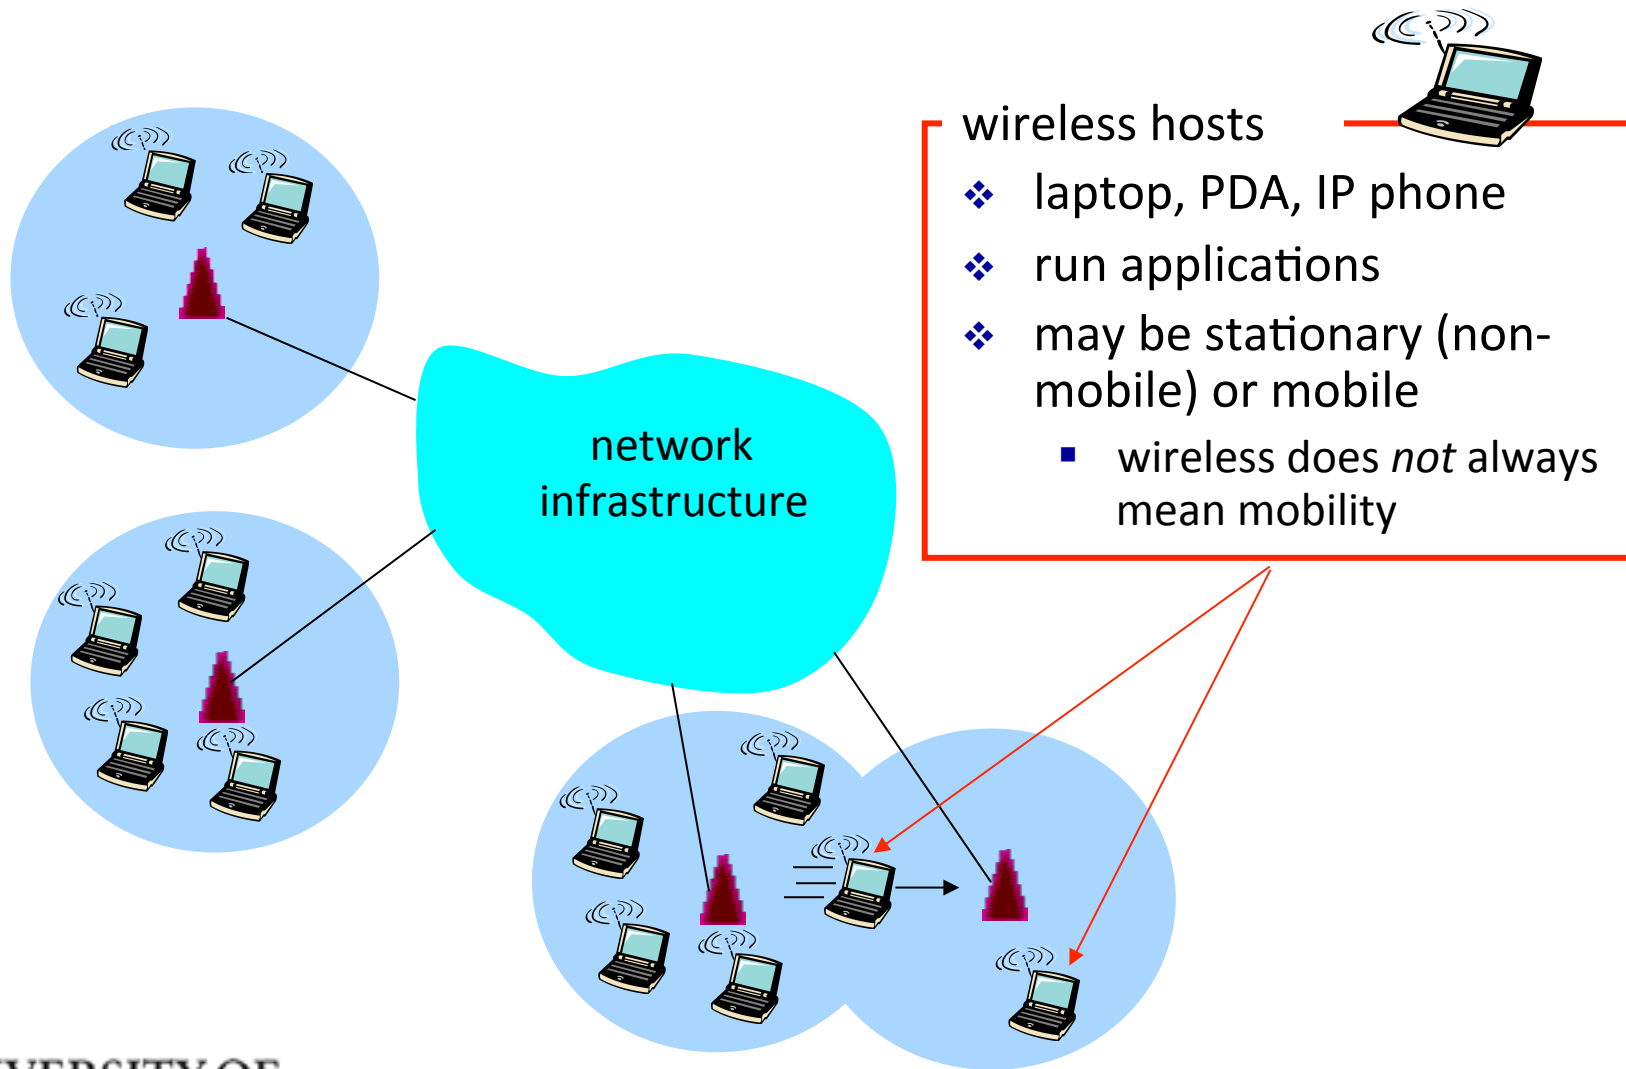 wireless hosts
❖ laptop, PDA, IP phone
❖ run applications
❖ may be stationary (non-
mobile) or mobile
▪ wireless does not always
mean mobility
network
infrastructure